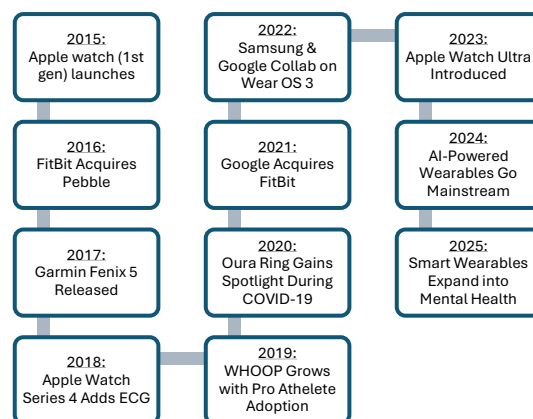 2015:
Apple watch (1st
gen) launches
2016:
FitBit Acquires
Pebble
2017:
Garmin Fenix 5
Released
2018:
Apple Watch
Series 4 Adds ECG
2019:
WHOOP Grows
with Pro Athelete
Adoption
2020:
Oura Ring Gains
Spotlight During
COVID-19
2021:
Google Acquires
FitBit
2022:
Samsung &
Google Collab on
Wear OS 3
2023:
Apple Watch Ultra
Introduced
2024:
AI-Powered
Wearables Go
Mainstream
2025:
Smart Wearables
Expand into
Mental Health